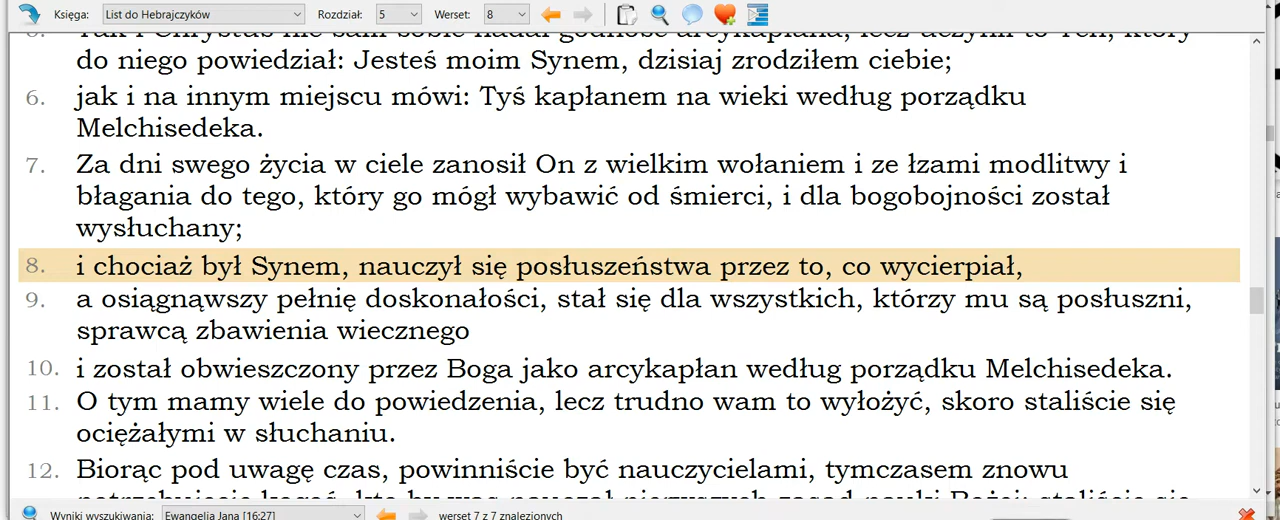 Księga: List do Hebrajczyków Rozdział: 5 Werset: 8
do niego powiedział: Jesteś moim Synem, dzisiaj zrodziłem ciebie;
6. jak i na innym miejscu mówi: Tyś kapłanem na wieki według porządku
Melchisedeka.
7. Za dni swego życia w ciele zanosił On z wielkim wołaniem i ze łzami modlitwy i
błagania do tego, który go mógł wybawić od śmierci, i dla bogobojności został
wysłuchany;
8. i chociaż był Synem, nauczył się posłuszeństwa przez to, co wycierpiał,
9. a osiągnąwszy pełnię doskonałości, stał się dla wszystkich, którzy mu są posłuszni,
sprawcą zbawienia wiecznego
10. i został obwieszczony przez Boga jako arcykapłan według porządku Melchisedeka.
11. O tym mamy wiele do powiedzenia, lecz trudno wam to wyłożyć, skoro staliście się
ociężałymi w słuchaniu.
12. Biorąc pod uwagę czas, powinniście być nauczycielami, tymczasem znowu
Wyniki wyszukiwania: Ewangelia Jana [16:27] werset 7 z 7 znalezionych